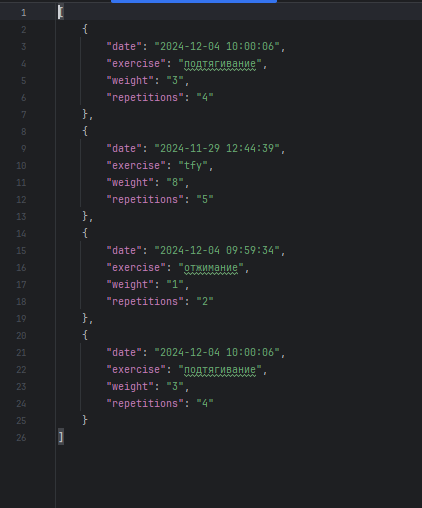 1 [
2 {
3 "date": "2024-12-04 10:00:06",
4 "exercise": "подтягивание",
5 "weight": "3",
6 "repetitions": "4"
7 },
8 {
9 "date": "2024-11-29 12:44:39",
10 "exercise": "tfy",
11 "weight": "8",
12 "repetitions": "5"
13 },
14 {
15 "date": "2024-12-04 09:59:34",
16 "exercise": "отжимание",
17 "weight": "1",
18 "repetitions": "2"
19 },
20 {
21 "date": "2024-12-04 10:00:06",
22 "exercise": "подтягивание",
23 "weight": "3",
24 "repetitions": "4"
25 }
26 ]